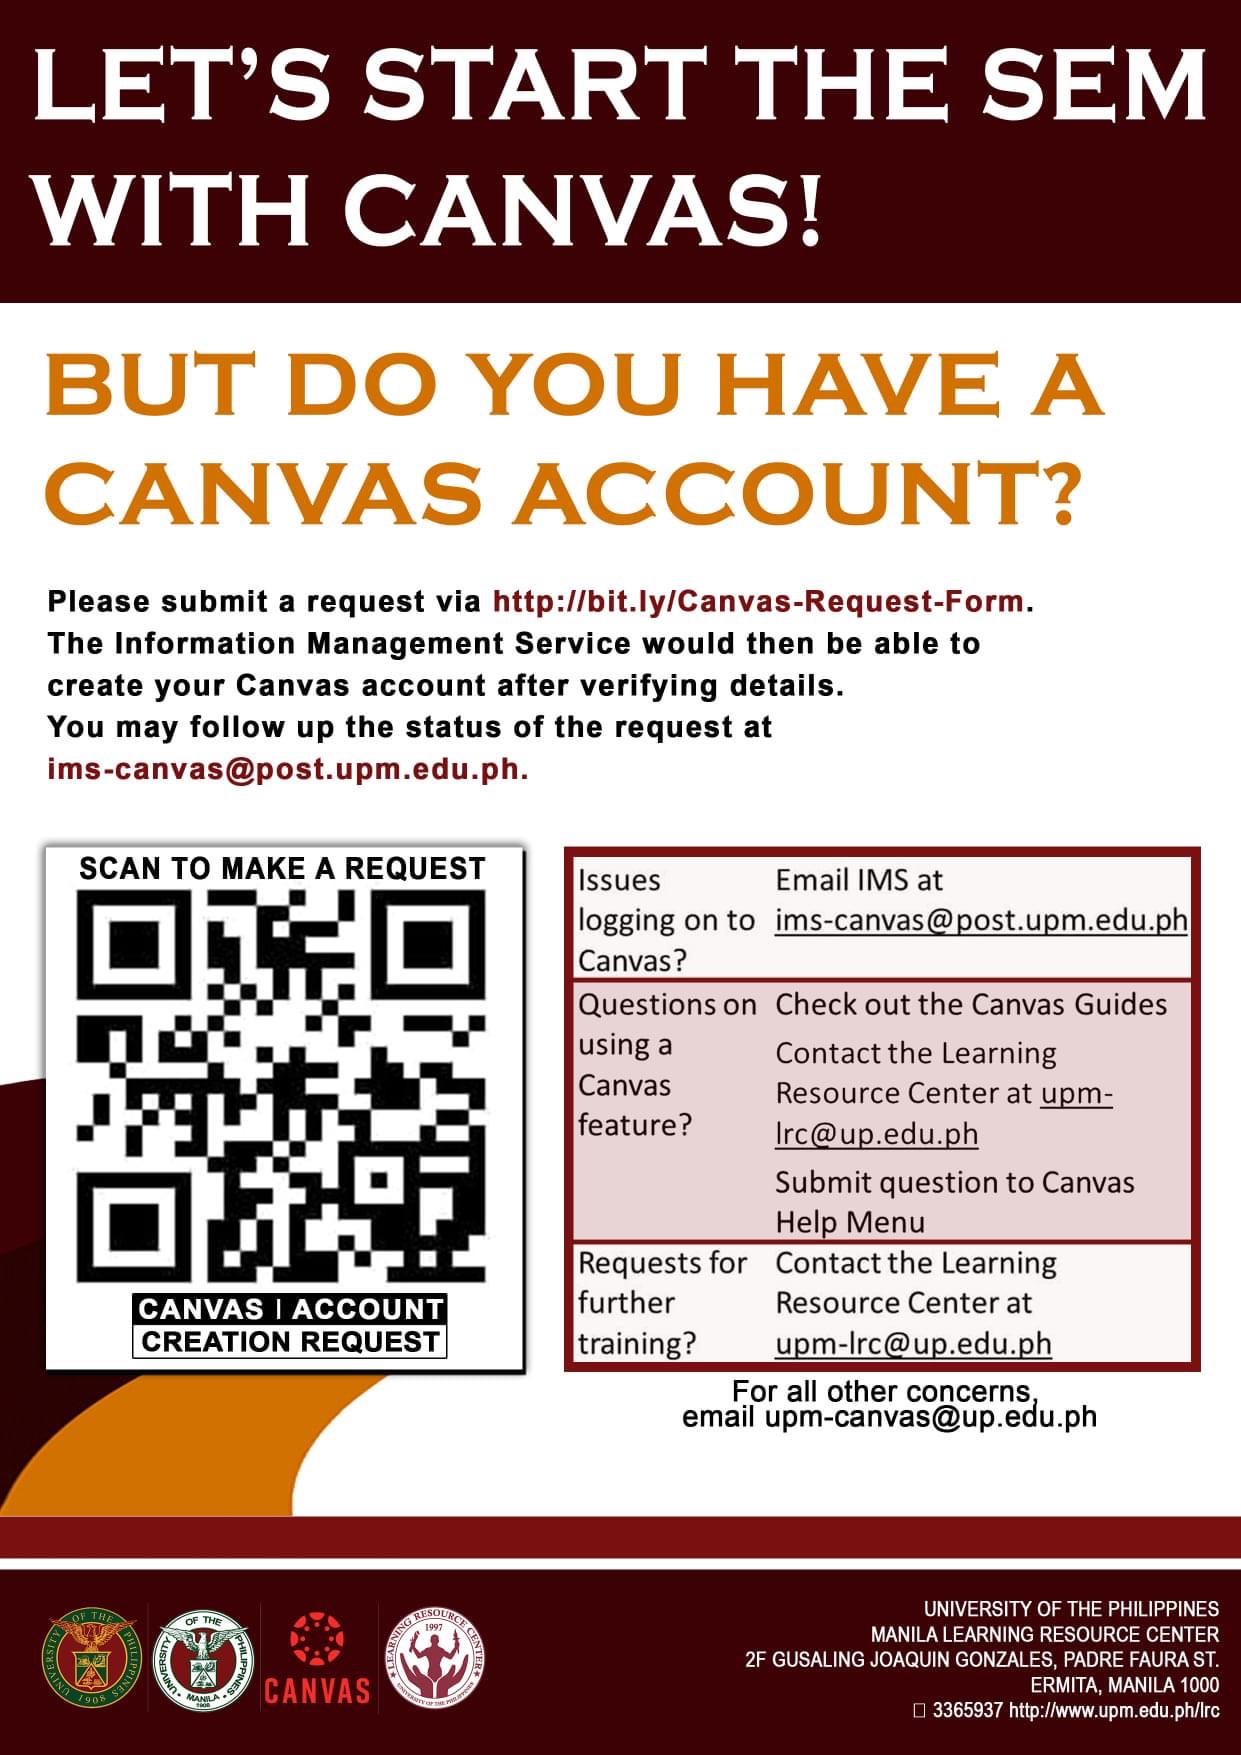 LET'S START THE SEM
WITH CANVAS!
BUT DO YOU HAVE A
CANVAS ACCOUNT?
Please submit a request via http://bit.ly/Canvas-Request-Form.
The Information Management Service would then be able to
create your Canvas account after verifying details.
You may follow up the status of the request at
ims-canvas@post.upm.edu.ph.
SCAN TO MAKE A REQUEST
CANVAS | ACCOUNT
CREATION REQUEST
Issues
logging on to
Canvas?
Email IMS at
ims-canvas@post.upm.edu.ph
Questions on
using a
Canvas
feature?
Check out the Canvas Guides
Contact the Learning
Resource Center at upm-
lrc@up.edu.ph
Submit question to Canvas
Help Menu
Requests for
further
training?
Contact the Learning
Resource Center at
upm-lrc@up.edu.ph
For all other concerns,
email upm-canvas@up.edu.ph
UNIVERSITY OF THE PHILIPPINES
1908
UNIVERSITY OF THE PHILIPPINES
MANILA
1908
CANVAS
LEARNING RESOURCE CENTER
1997
UNIVERSITY OF THE PHILIPPINES
UNIVERSITY OF THE PHILIPPINES
MANILA LEARNING RESOURCE CENTER
2F GUSALING JOAQUIN GONZALES, PADRE FAURA ST.
ERMITA, MANILA 1000
3365937 http://www.upm.edu.ph/lrc